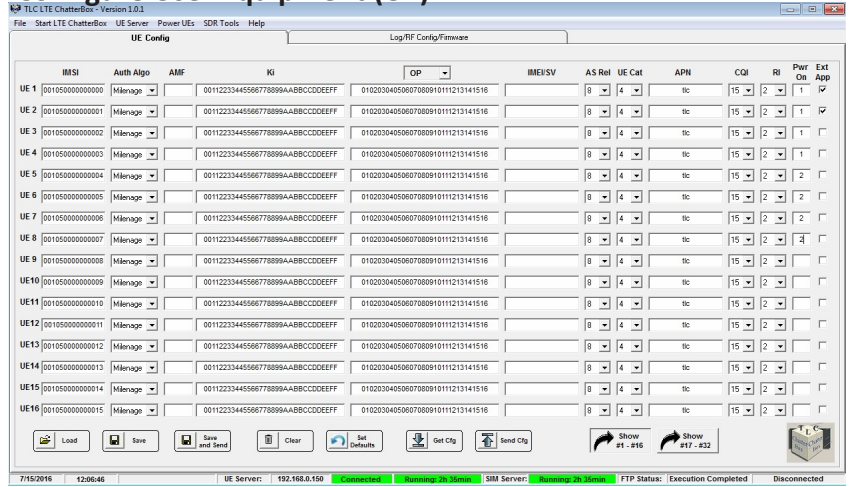 TLC LTE ChatterBox - Version 1.0.1
File Start LTE ChatterBox UE Server Power UEs SDR Tools Help
UE Config Log/RF Config/Firmware
IMSI Auth Algo AMF Ki OP IMEI/SV AS Rel UE Cat APN CQI RI Pwr On Ext App
UE 1 001050000000000 Milenage 00112233445566778899AABBCCDDEEFF 01020304050607080910111213141516 8 4 tlc 15 2 1
UE 2 001050000000001 Milenage 00112233445566778899AABBCCDDEEFF 01020304050607080910111213141516 8 4 tlc 15 2 1
UE 3 001050000000002 Milenage 00112233445566778899AABBCCDDEEFF 01020304050607080910111213141516 8 4 tlc 15 2 1
UE 4 001050000000003 Milenage 00112233445566778899AABBCCDDEEFF 01020304050607080910111213141516 8 4 tlc 15 2 1
UE 5 001050000000004 Milenage 00112233445566778899AABBCCDDEEFF 01020304050607080910111213141516 8 4 tlc 15 2 2
UE 6 001050000000005 Milenage 00112233445566778899AABBCCDDEEFF 01020304050607080910111213141516 8 4 tlc 15 2 2
UE 7 001050000000006 Milenage 00112233445566778899AABBCCDDEEFF 01020304050607080910111213141516 8 4 tlc 15 2 2
UE 8 001050000000007 Milenage 00112233445566778899AABBCCDDEEFF 01020304050607080910111213141516 8 4 tlc 15 2 2
UE 9 001050000000008 Milenage 00112233445566778899AABBCCDDEEFF 01020304050607080910111213141516 8 4 tlc 15 2
UE10 001050000000009 Milenage 00112233445566778899AABBCCDDEEFF 01020304050607080910111213141516 8 4 tlc 15 2
UE11 001050000000010 Milenage 00112233445566778899AABBCCDDEEFF 01020304050607080910111213141516 8 4 tlc 15 2
UE12 001050000000011 Milenage 00112233445566778899AABBCCDDEEFF 01020304050607080910111213141516 8 4 tlc 15 2
UE13 001050000000012 Milenage 00112233445566778899AABBCCDDEEFF 01020304050607080910111213141516 8 4 tlc 15 2
UE14 001050000000013 Milenage 00112233445566778899AABBCCDDEEFF 01020304050607080910111213141516 8 4 tlc 15 2
UE15 001050000000014 Milenage 00112233445566778899AABBCCDDEEFF 01020304050607080910111213141516 8 4 tlc 15 2
UE16 001050000000015 Milenage 00112233445566778899AABBCCDDEEFF 01020304050607080910111213141516 8 4 tlc 15 2
Load Save Save and Send Clear Set Defaults Get Cfg Send Cfg Show #1 - #16 Show #17 - #32
TLC
7/15/2016 12:06:46 UE Server: 192.168.0.150 Connected Running: 2h 35min SIM Server: Running: 2h 35min FTP Status: Execution Completed Disconnected